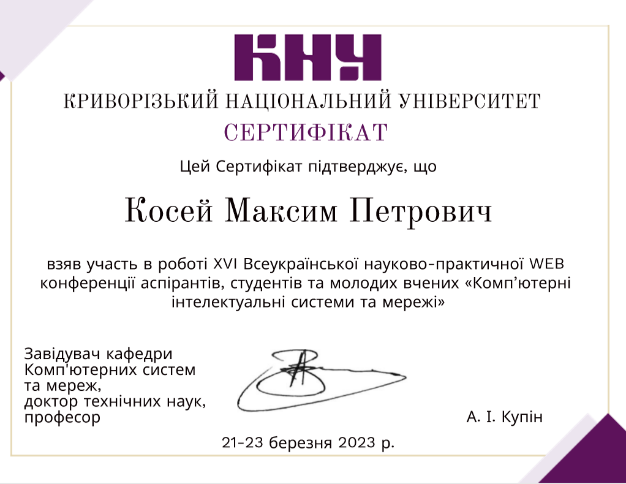 КНУ
КРИВОРІЗЬКИЙ НАЦІОНАЛЬНИЙ УНІВЕРСИТЕТ
СЕРТИФІКАТ
Цей Сертифікат підтверджує, що
Косей Максим Петрович
взяв участь в роботі XVI Всеукраїнської науково-практичної WEB
конференції аспірантів, студентів та молодих вчених «Комп’ютерні
інтелектуальні системи та мережі»
Завідувач кафедри
Комп'ютерних систем
та мереж,
доктор технічних наук,
професор
А. І. Купін
21-23 березня 2023 р.